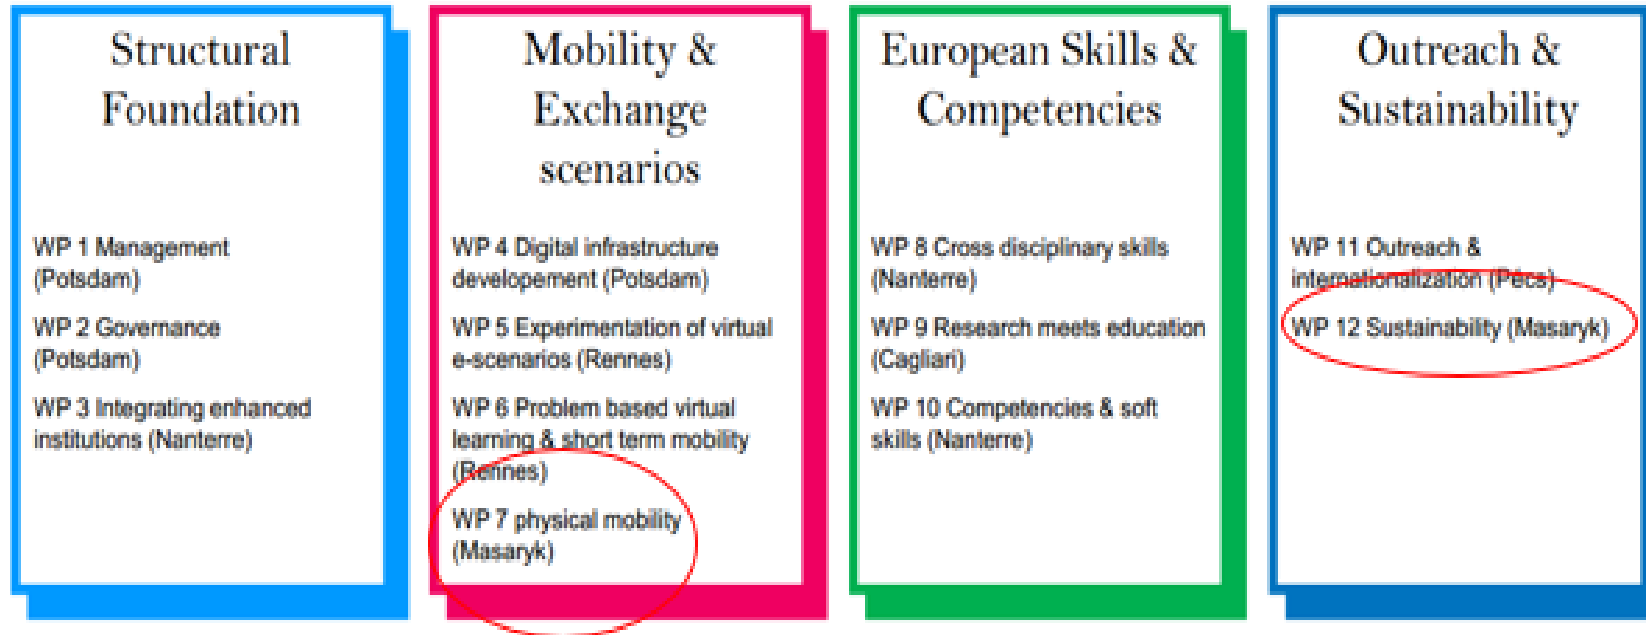 Structural
Foundation
WP 1 Management
(Potsdam)
WP 2 Governance
(Potsdam)
WP 3 Integrating enhanced
institutions (Nanterre)
Mobility &
Exchange
scenarios
WP 4 Digital infrastructure
developement (Potsdam)
WP 5 Experimentation of virtual
e-scenarios (Rennes)
WP 6 Problem based virtual
learning & short term mobility
(Rennes)
WP 7 physical mobility
(Masaryk)
European Skills &
Competencies
WP 8 Cross disciplinary skills
(Nanterre)
WP 9 Research meets education
(Cagliari)
WP 10 Competencies & soft
skills (Nanterre)
Outreach &
Sustainability
WP 11 Outreach &
internationalization (Pécs)
WP 12 Sustainability (Masaryk)